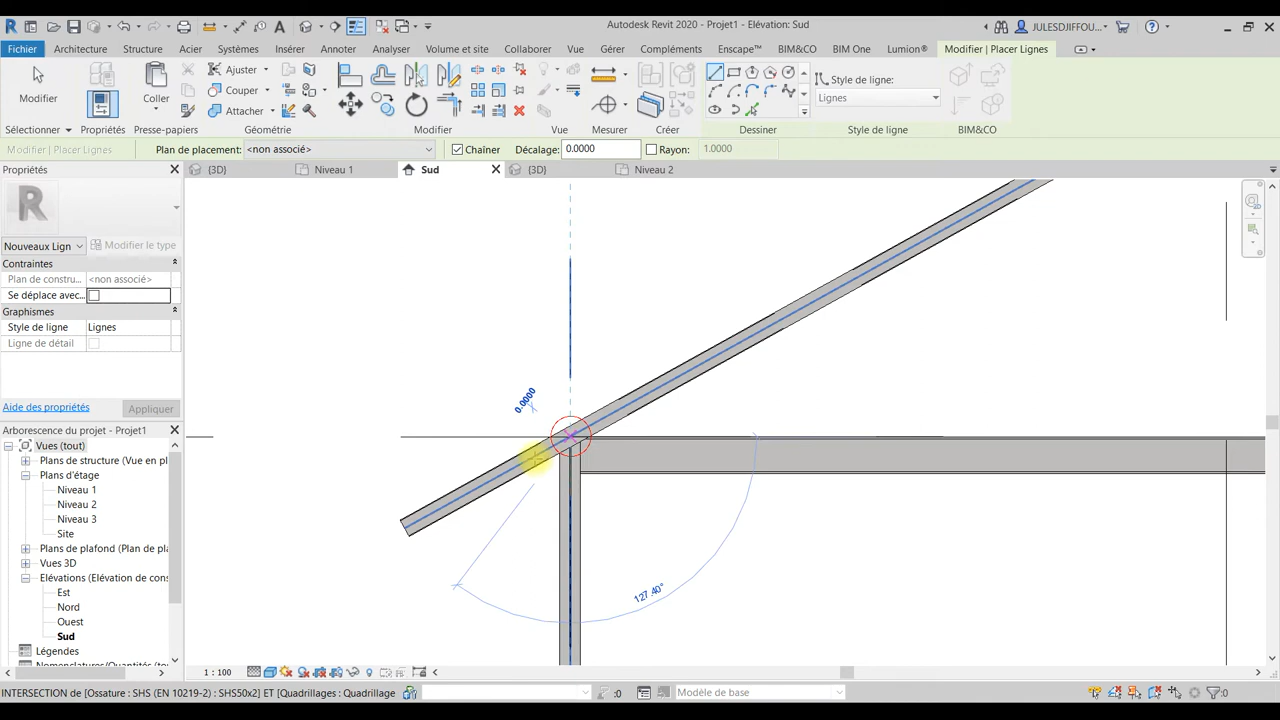 Autodesk Revit 2020 - Projet1 - Elévation: Sud
JULESDJIFFOU...
Fichier Architecture Structure Acier Systèmes Insérer Annoter Analyser Volume et site Collaborer Vue Gérer Compléments Escape™ BIM&CO BIM One Lumion® Modifier | Placer Lignes
Modifier
Coller
Ajuster
Couper
Attacher
Style de ligne:
Lignes
Sélectionner Propriétés Presse-papiers Géométrie Modifier Vue Mesurer Créer Dessiner Style de ligne BIM&CO
Modifier | Placer Lignes Plan de placement: <non associé> Chaîner Décalage: 0.0000 Rayon: 1.0000
Propriétés
{3D} Niveau 1 Sud {3D} Niveau 2
R
Nouveaux Lign Modifier le type
Contraintes
Plan de constru... <non associé>
Se déplace avec...
Graphismes
Style de ligne Lignes
Ligne de détail
Aide des propriétés Appliquer
Arborescence du projet - Projet1
Vues (tout)
Plans de structure (Vue en p
Plans d'étage
Niveau 1
Niveau 2
Niveau 3
Site
Plans de plafond (Plan de pla
Vues 3D
Elévations (Elévation de cons
Est
Nord
Ouest
Sud
Légendes
Nomenclatures/Quantités (tou
0.0000
127.40°
1 : 100
INTERSECTION de [Ossature : SHS (EN 10219-2) : SHS50x2] ET [Quadrillages : Quadrillage
:0 Modèle de base :0